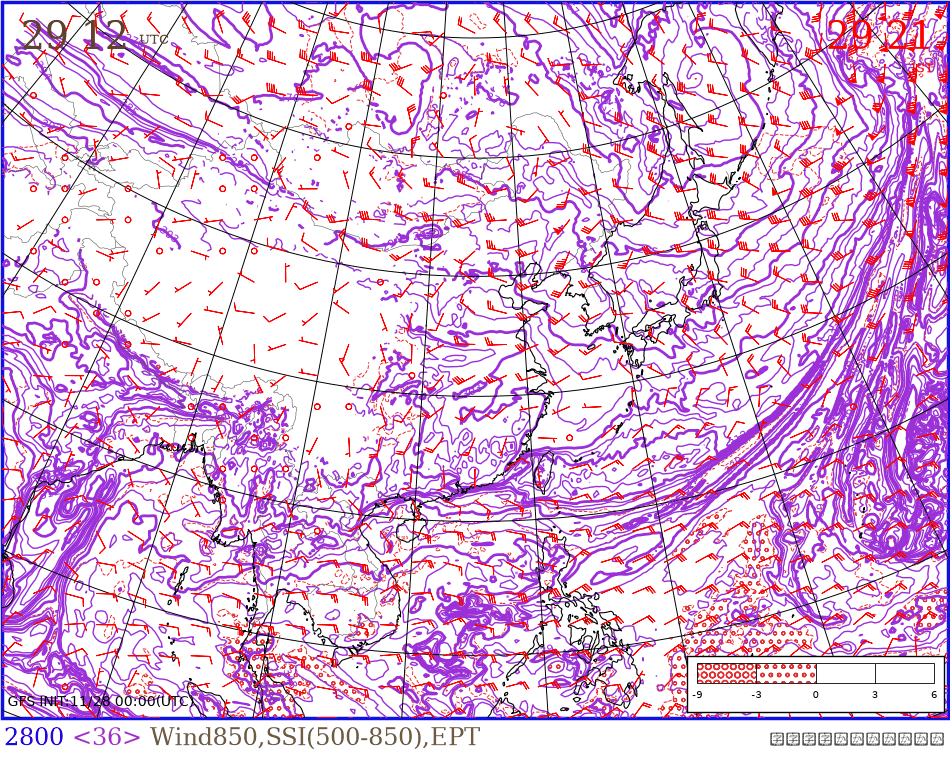 29 12 UTC
29 21
GFS INIT:11/28 00:00(UTC)
-9 -3 0 3 6
2800 <36> Wind850,SSI(500-850),EPT